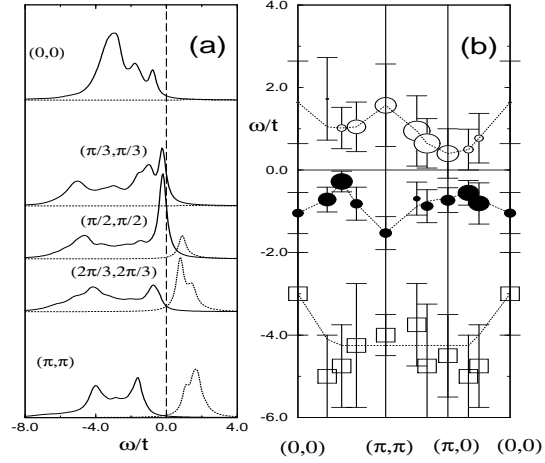 (a)
(0,0)
(π/3,π/3)
(π/2,π/2)
(2π/3,2π/3)
(π,π)
-8.0 -4.0 0 4.0
ω/t
(b)
ω/t
4.0
2.0
0.0
-2.0
-4.0
-6.0
(0,0) (π,π) (π,0) (0,0)